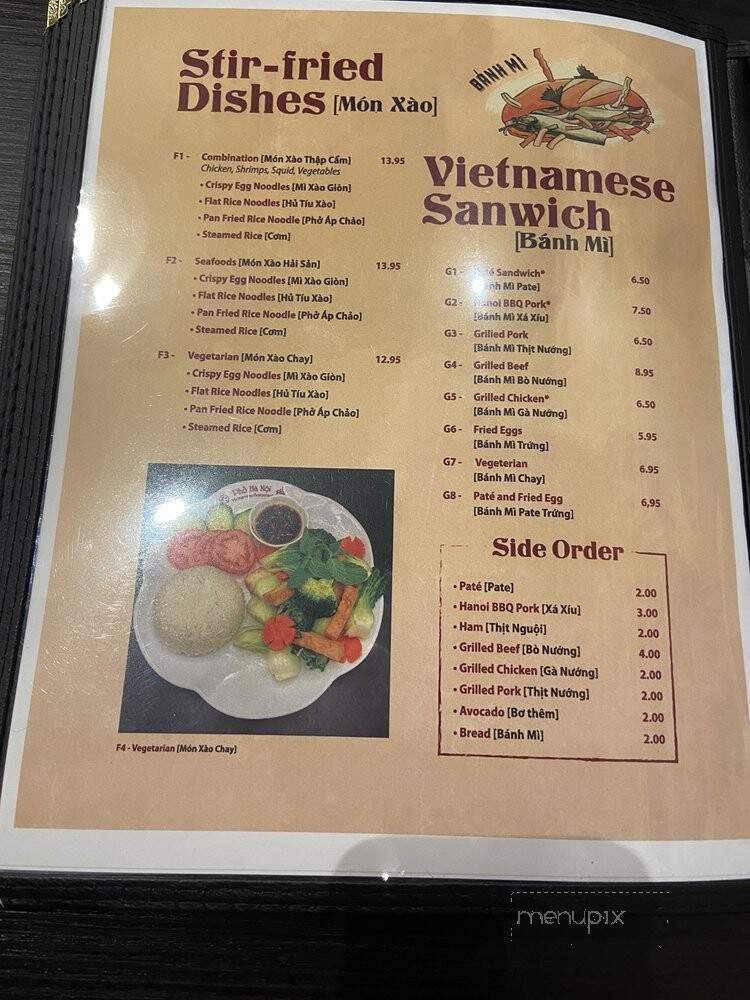 Stir-fried
Dishes [Món Xào]
F1 - Combination [Món Xào Thập Cẩm] 13.95
Chicken, Shrimps, Squid, Vegetables
• Crispy Egg Noodles [Mì Xào Giòn]
• Flat Rice Noodles [Hủ Tíu Xào]
• Pan Fried Rice Noodle [Phở Áp Chảo]
• Steamed Rice [Cơm]
F2 - Seafoods [Món Xào Hải Sản] 13.95
• Crispy Egg Noodles [Mì Xào Giòn]
• Flat Rice Noodles [Hủ Tíu Xào]
• Pan Fried Rice Noodle [Phở Áp Chảo]
• Steamed Rice [Cơm]
F3 - Vegetarian [Món Xào Chay] 12.95
• Crispy Egg Noodles [Mì Xào Giòn]
• Flat Rice Noodles [Hủ Tíu Xào]
• Pan Fried Rice Noodle [Phở Áp Chảo]
• Steamed Rice [Cơm]
Phở Hà Nội
F4 - Vegetarian [Món Xào Chay]
BÁNH MÌ
Vietnamese
Sanwich
[Bánh Mì]
G1 - Paté Sandwich* 6.50
[Bánh Mì Pate]
G2 - Hanoi BBQ Pork* 7.50
[Bánh Mì Xá Xíu]
G3 - Grilled Pork 6.50
[Bánh Mì Thịt Nướng]
G4 - Grilled Beef 8.95
[Bánh Mì Bò Nướng]
G5 - Grilled Chicken* 6.50
[Bánh Mì Gà Nướng]
G6 - Fried Eggs 5.95
[Bánh Mì Trứng]
G7 - Vegeterian 6.95
[Bánh Mì Chay]
G8 - Paté and Fried Egg 6,95
[Bánh Mì Pate Trứng]
Side Order
• Paté [Pate] 2.00
• Hanoi BBQ Pork [Xá Xíu] 3.00
• Ham [Thịt Nguội] 2.00
• Grilled Beef [Bò Nướng] 4.00
• Grilled Chicken [Gà Nướng] 2.00
• Grilled Pork [Thịt Nướng] 2.00
• Avocado [Bơ thêm] 2.00
• Bread [Bánh Mì] 2.00
menupix